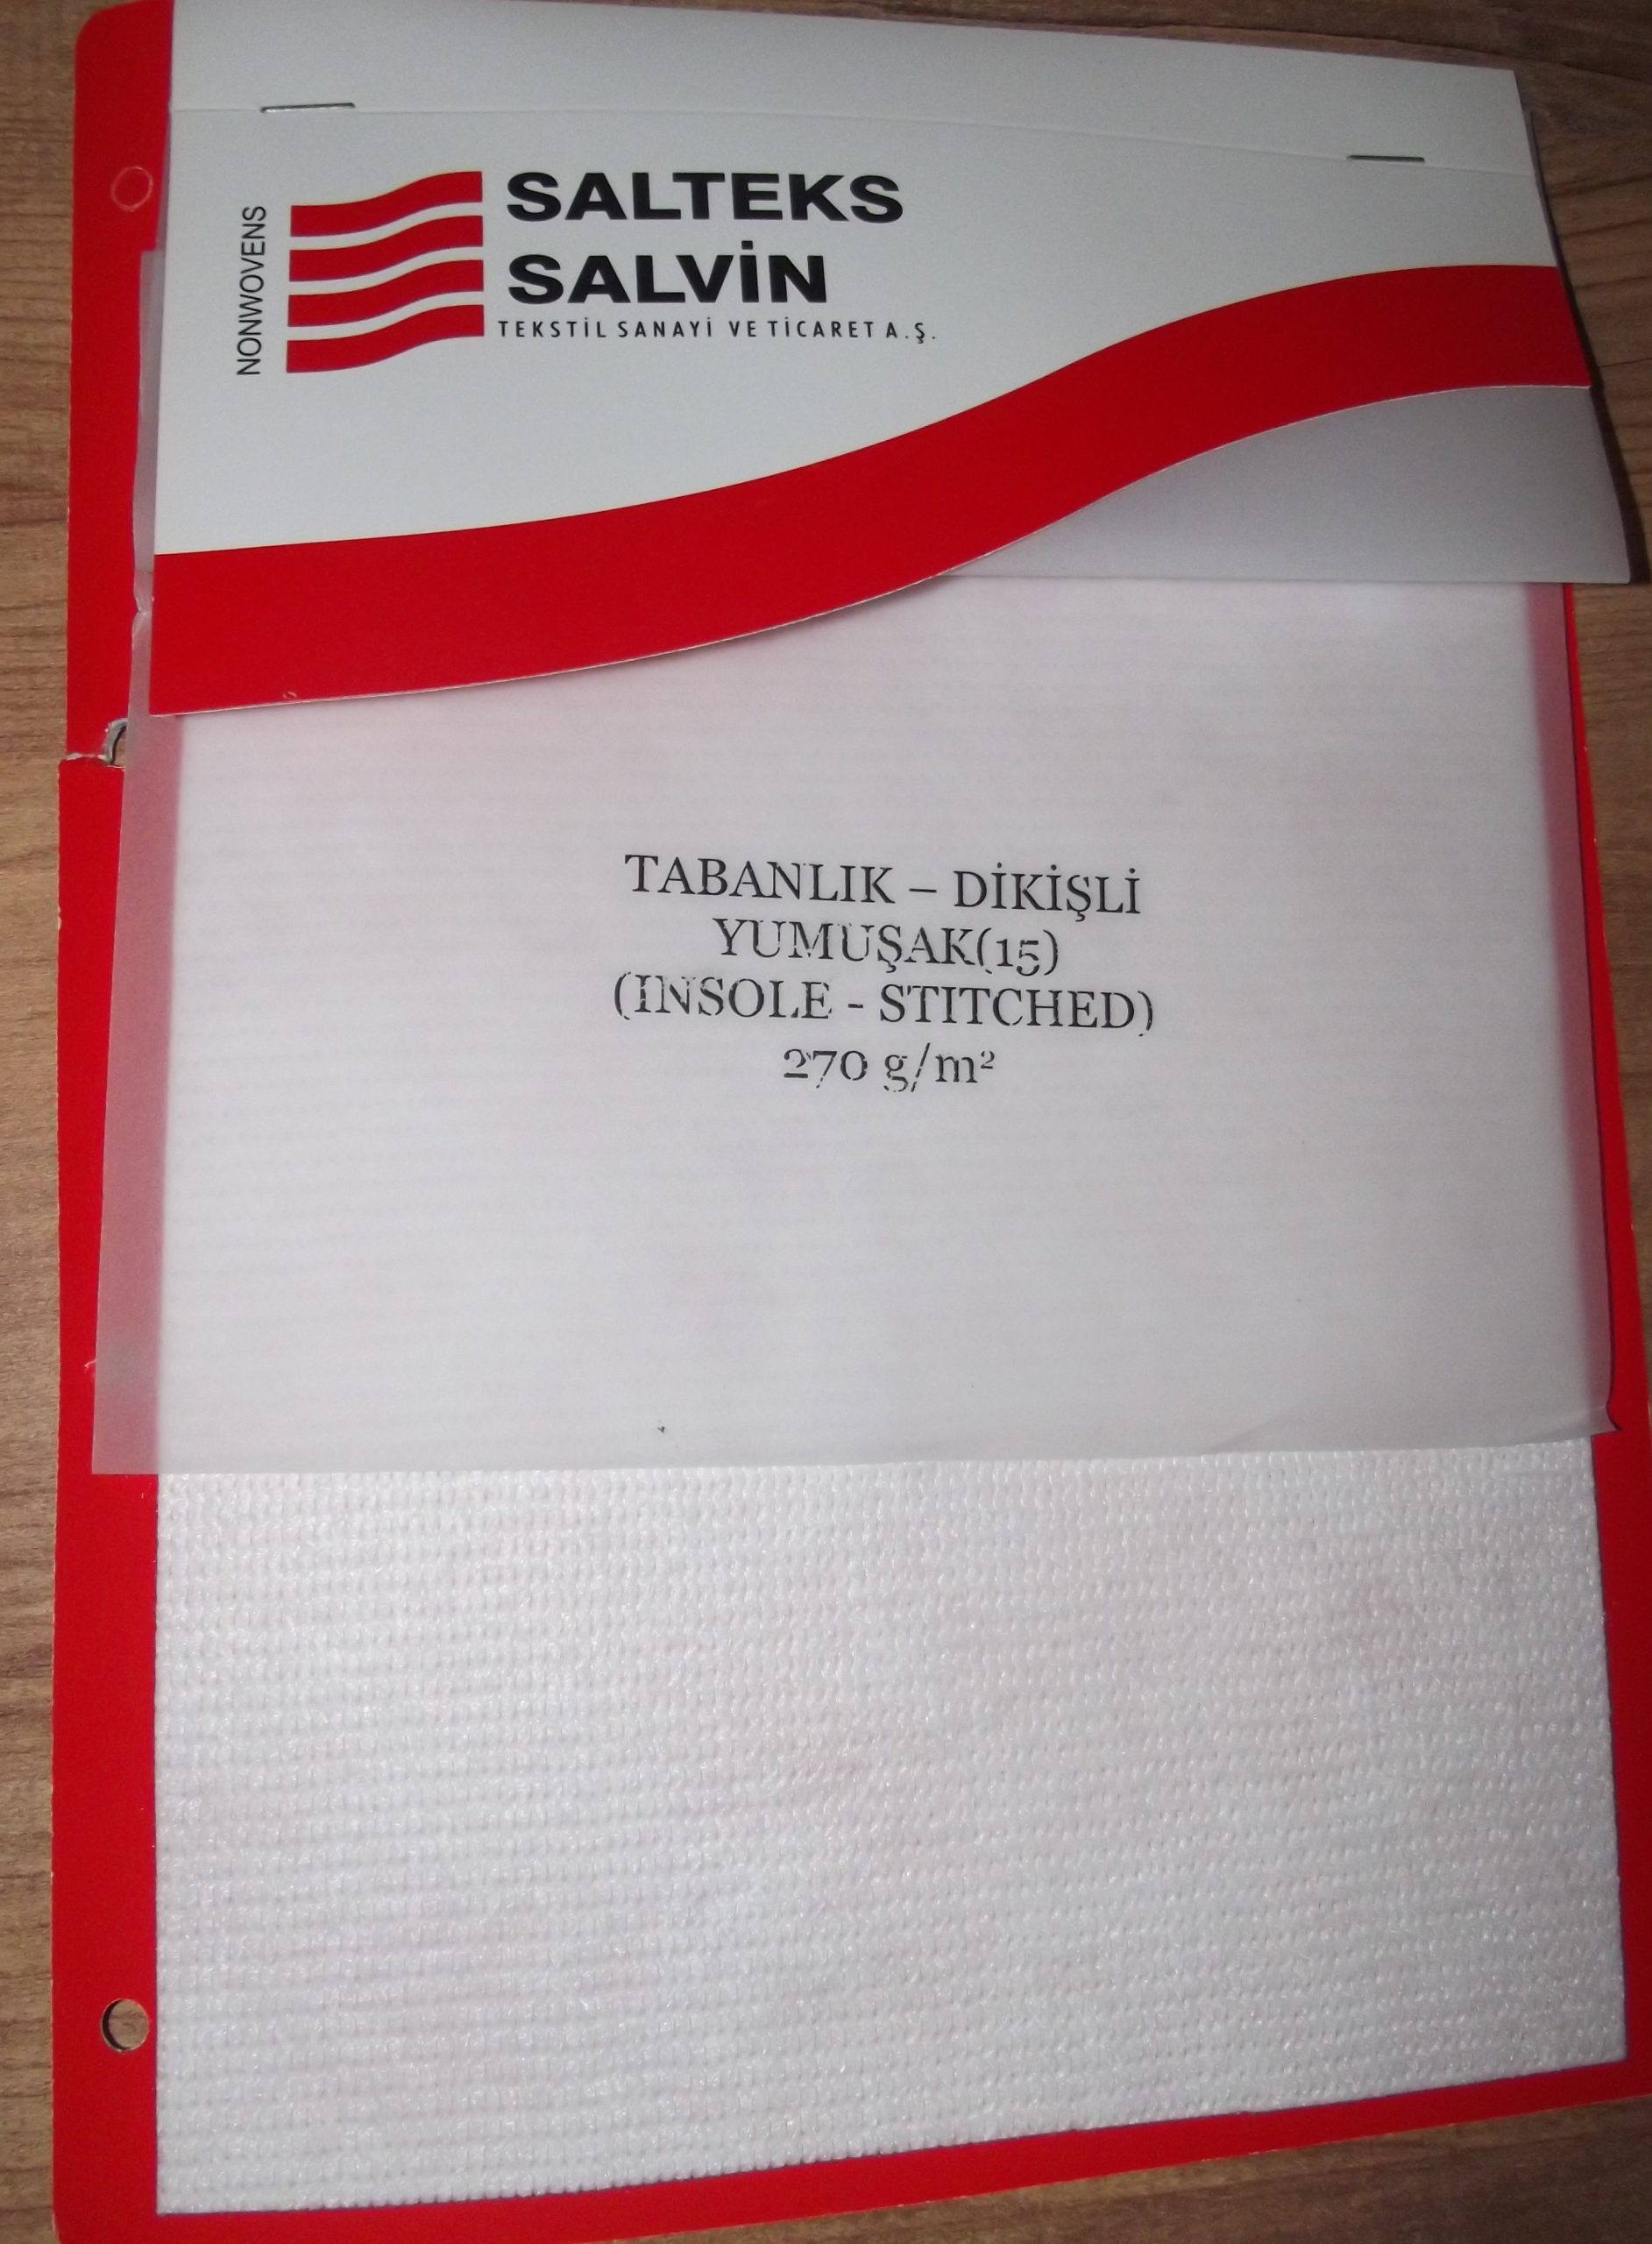 NONWOVENS
SALTEKS
SALVİN
TEKSTİL SANAYİ VE TİCARET A.Ş.
TABANLIK – DİKİŞLİ
YUMUŞAK(15)
(INSOLE - STITCHED)
270 g/m²